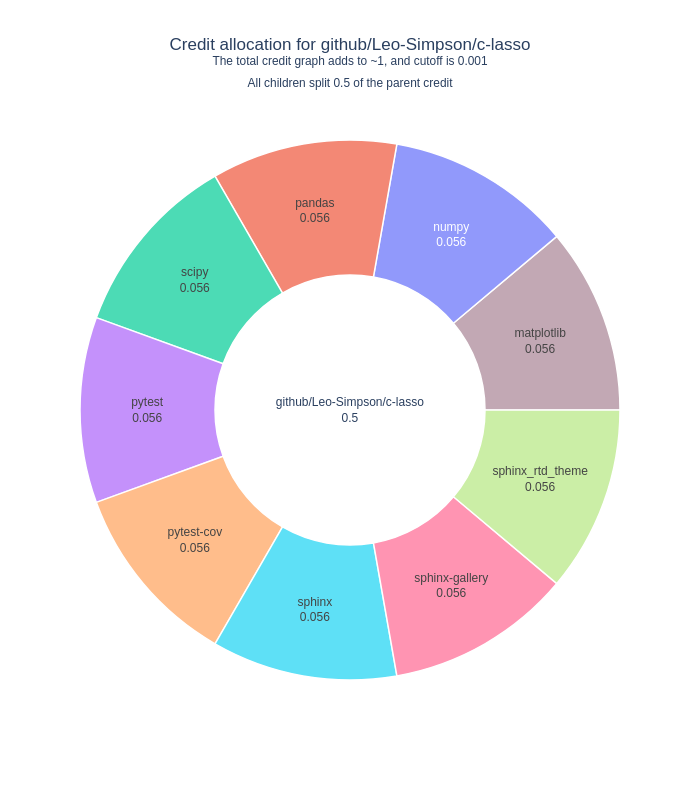 Credit allocation for github/Leo-Simpson/c-lasso
The total credit graph adds to ~1, and cutoff is 0.001
All children split 0.5 of the parent credit
pandas
0.056
numpy
0.056
scipy
0.056
matplotlib
0.056
pytest
0.056
github/Leo-Simpson/c-lasso
0.5
sphinx_rtd_theme
0.056
pytest-cov
0.056
sphinx-gallery
0.056
sphinx
0.056